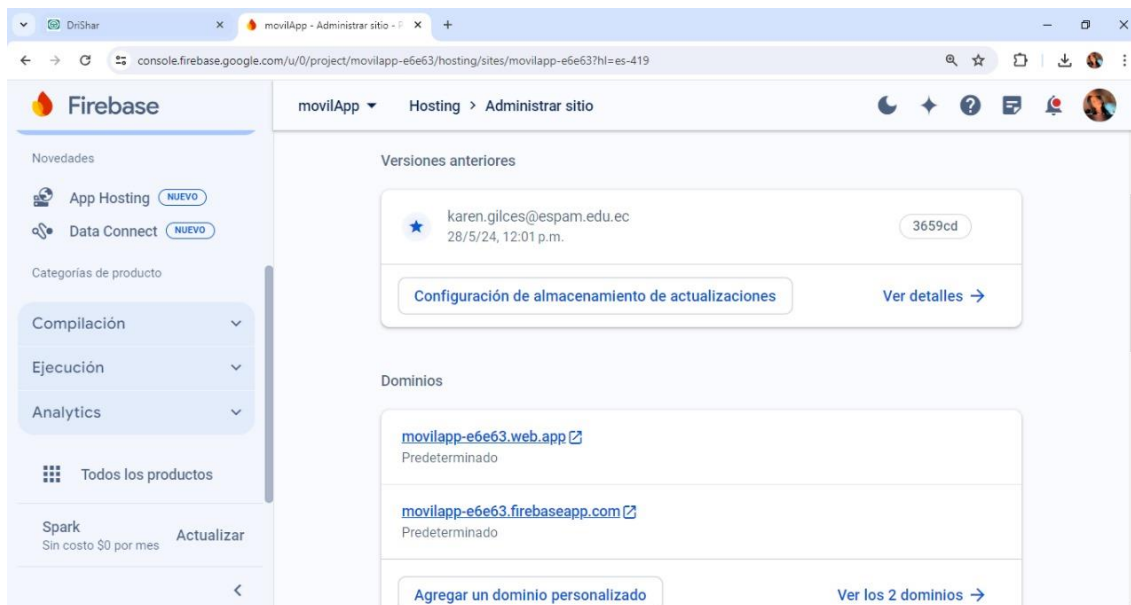 DriShar
movilApp - Administrar sitio - F
console.firebase.google.com/u/0/project/movilapp-e6e63/hosting/sites/movilapp-e6e63?hl=es-419
Firebase
movilApp
Hosting > Administrar sitio
Novedades
App Hosting NUEVO
Data Connect NUEVO
Categorías de producto
Compilación
Ejecución
Analytics
Todos los productos
Spark
Sin costo $0 por mes
Actualizar
Versiones anteriores
karen.gilces@espam.edu.ec
28/5/24, 12:01 p.m.
3659cd
Configuración de almacenamiento de actualizaciones
Ver detalles
Dominios
movilapp-e6e63.web.app
Predeterminado
movilapp-e6e63.firebaseapp.com
Predeterminado
Agregar un dominio personalizado
Ver los 2 dominios